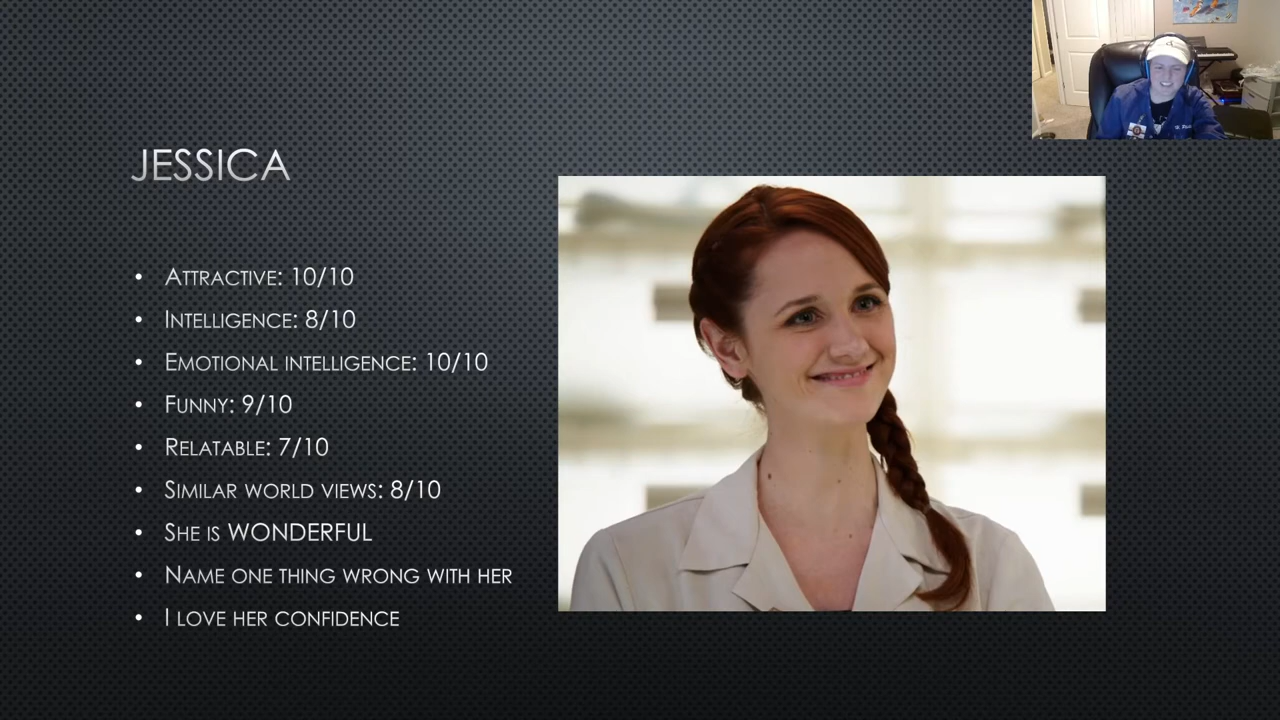 JESSICA
• ATTRACTIVE: 10/10
• INTELLIGENCE: 8/10
• EMOTIONAL INTELLIGENCE: 10/10
• FUNNY: 9/10
• RELATABLE: 7/10
• SIMILAR WORLD VIEWS: 8/10
• SHE IS WONDERFUL
• NAME ONE THING WRONG WITH HER
• I LOVE HER CONFIDENCE